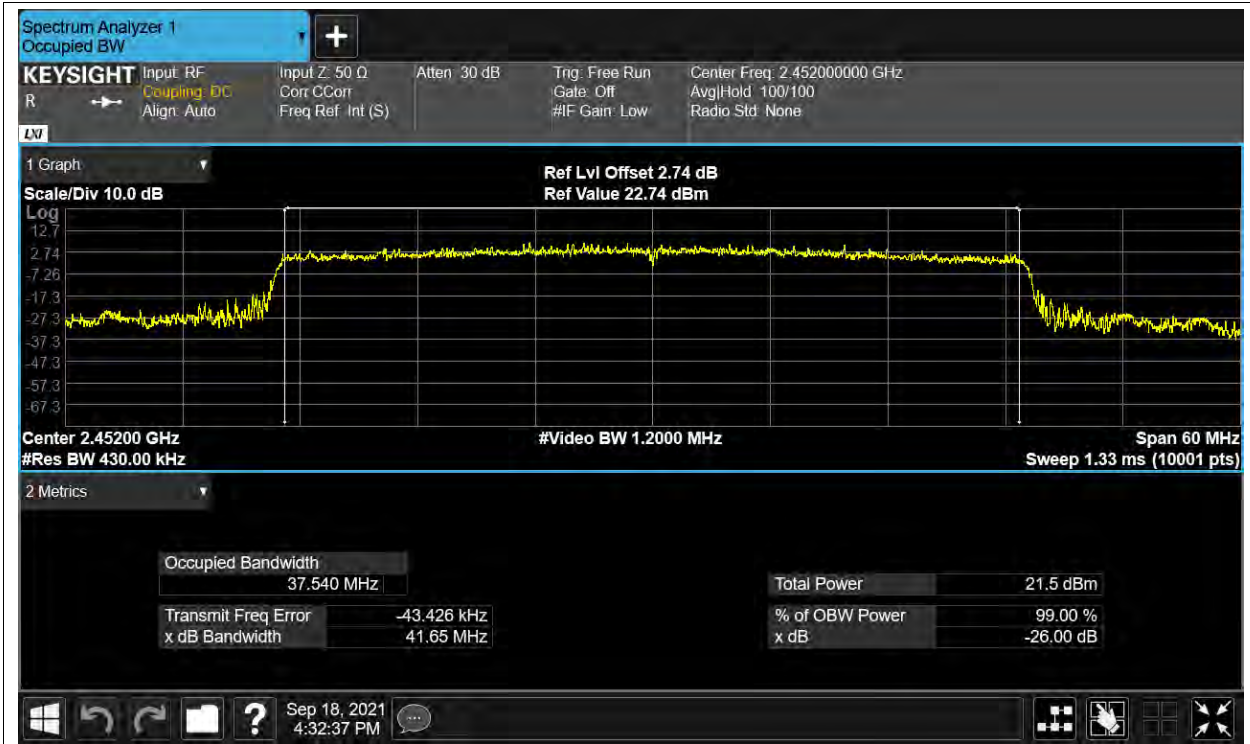 Spectrum Analyzer 1
Occupied BW
+
KEYSIGHT
R
LXI
Input: RF
Coupling: DC
Align: Auto
Input Z: 50 Ω
Corr CCorr
Freq Ref: Int (S)
Atten: 30 dB
Trig: Free Run
Gate: Off
#IF Gain: Low
Center Freq: 2.452000000 GHz
Avg|Hold: 100/100
Radio Std: None
1 Graph
Scale/Div 10.0 dB
Ref Lvl Offset 2.74 dB
Ref Value 22.74 dBm
Log
12.7
2.74
-7.26
-17.3
-27.3
-37.3
-47.3
-57.3
-67.3
Center 2.45200 GHz
#Video BW 1.2000 MHz
Span 60 MHz
#Res BW 430.00 kHz
Sweep 1.33 ms (10001 pts)
2 Metrics
Occupied Bandwidth
37.540 MHz
Transmit Freq Error -43.426 kHz
x dB Bandwidth 41.65 MHz
Total Power 21.5 dBm
% of OBW Power 99.00 %
x dB -26.00 dB
?
Sep 18, 2021
4:32:37 PM